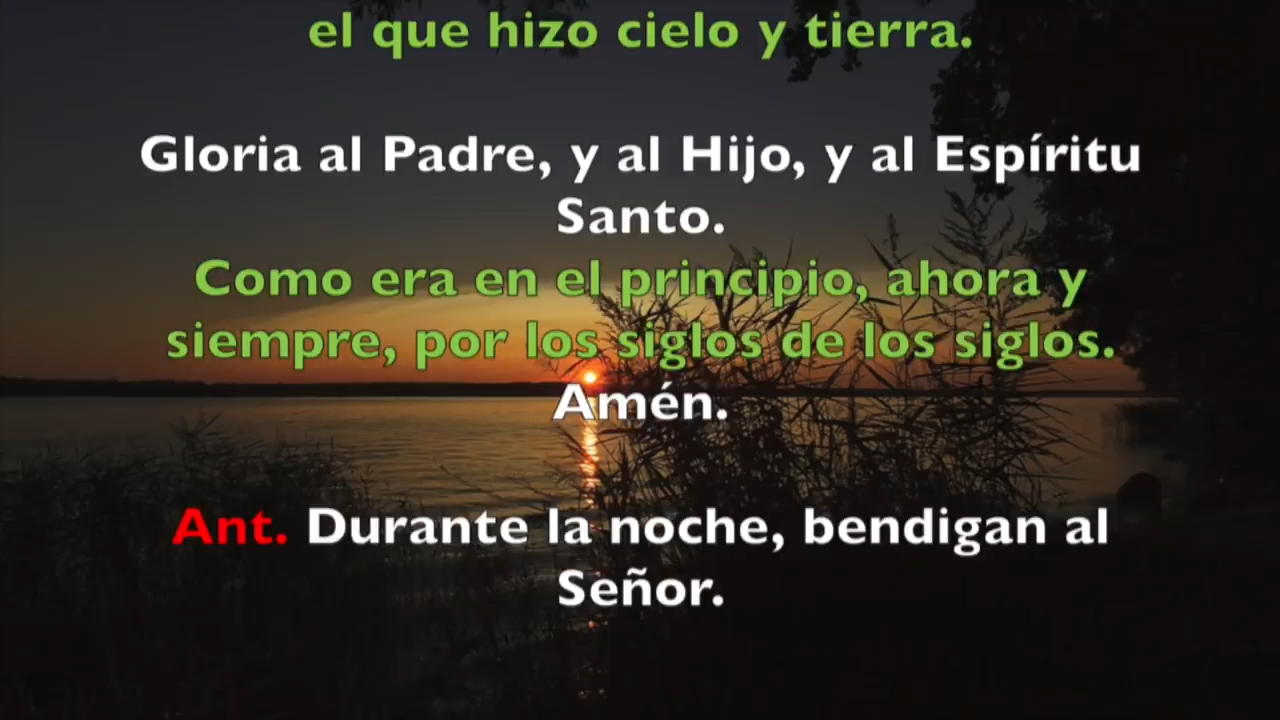 el que hizo cielo y tierra.
Gloria al Padre, y al Hijo, y al Espíritu
Santo.
Como era en el principio, ahora y
siempre, por los siglos de los siglos.
Amén.
Ant. Durante la noche, bendigan al
Señor.